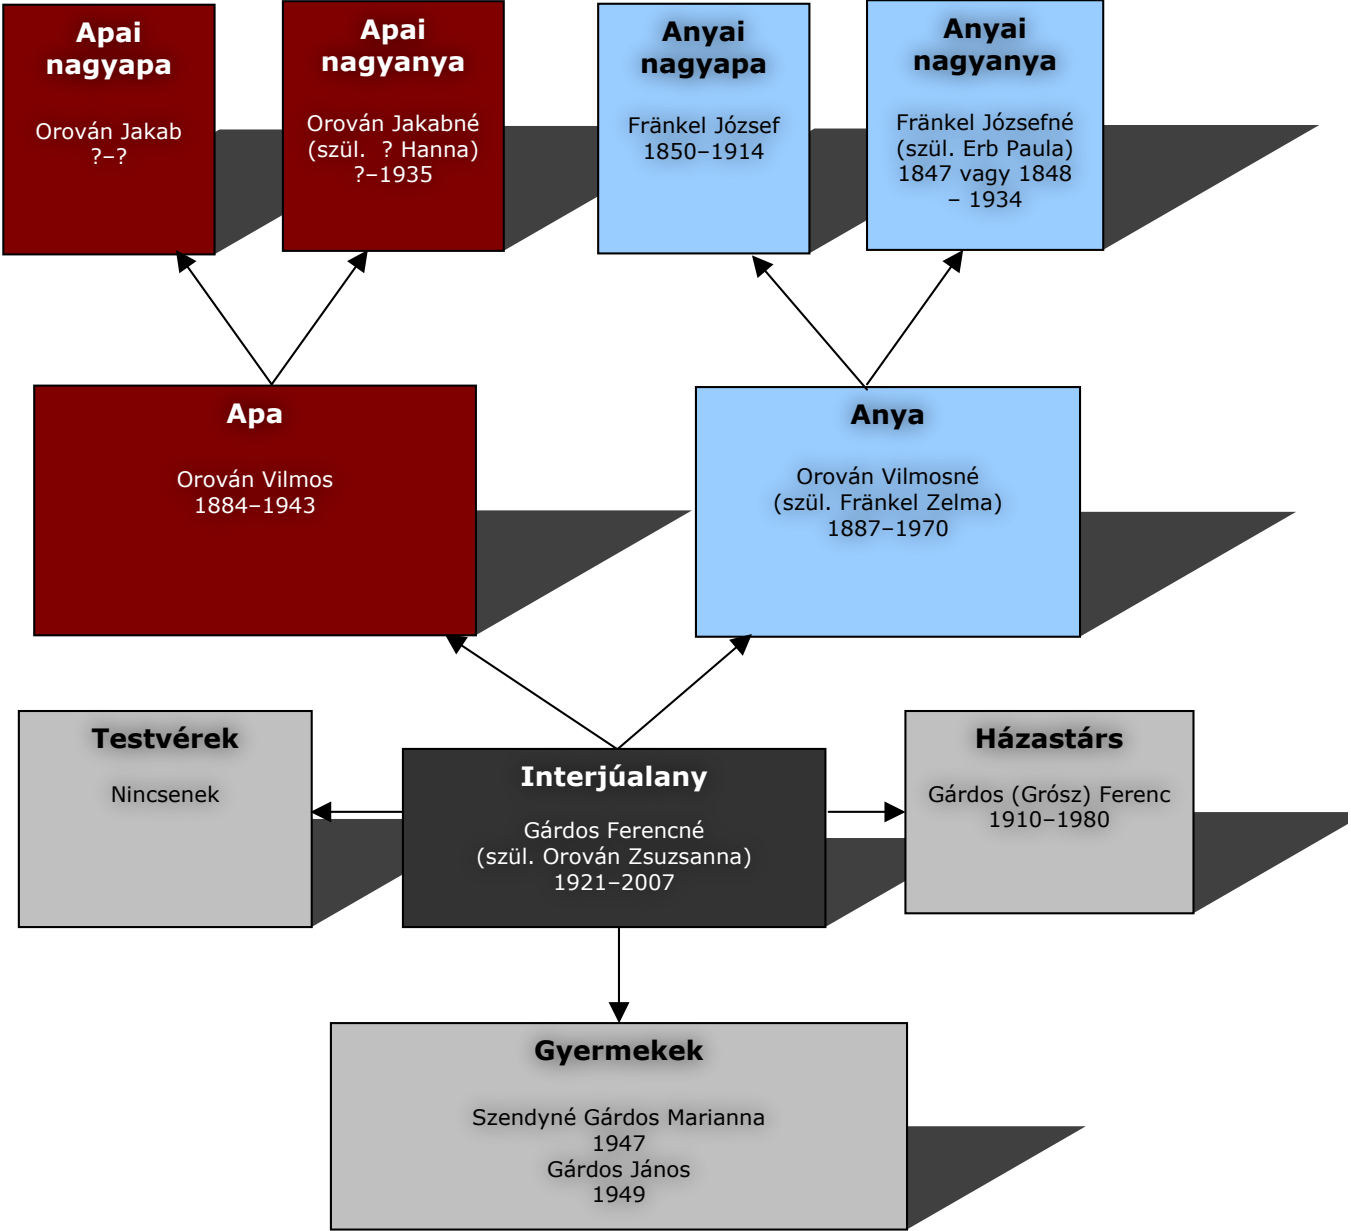 Apai
nagyapa
Orován Jakab
?–?
Apai
nagyanya
Orován Jakabné
(szül.  ? Hanna)
?–1935
Anyai
nagyapa
Fränkel József
1850–1914
Anyai
nagyanya
Fränkel Józsefné
(szül. Erb Paula)
1847 vagy 1848
– 1934
Apa
Orován Vilmos
1884–1943
Anya
Orován Vilmosné
(szül. Fränkel Zelma)
1887–1970
Testvérek
Nincsenek
Interjúalany
Gárdos Ferencné
(szül. Orován Zsuzsanna)
1921–2007
Házastárs
Gárdos (Grósz) Ferenc
1910–1980
Gyermekek
Szendyné Gárdos Marianna
1947
Gárdos János
1949